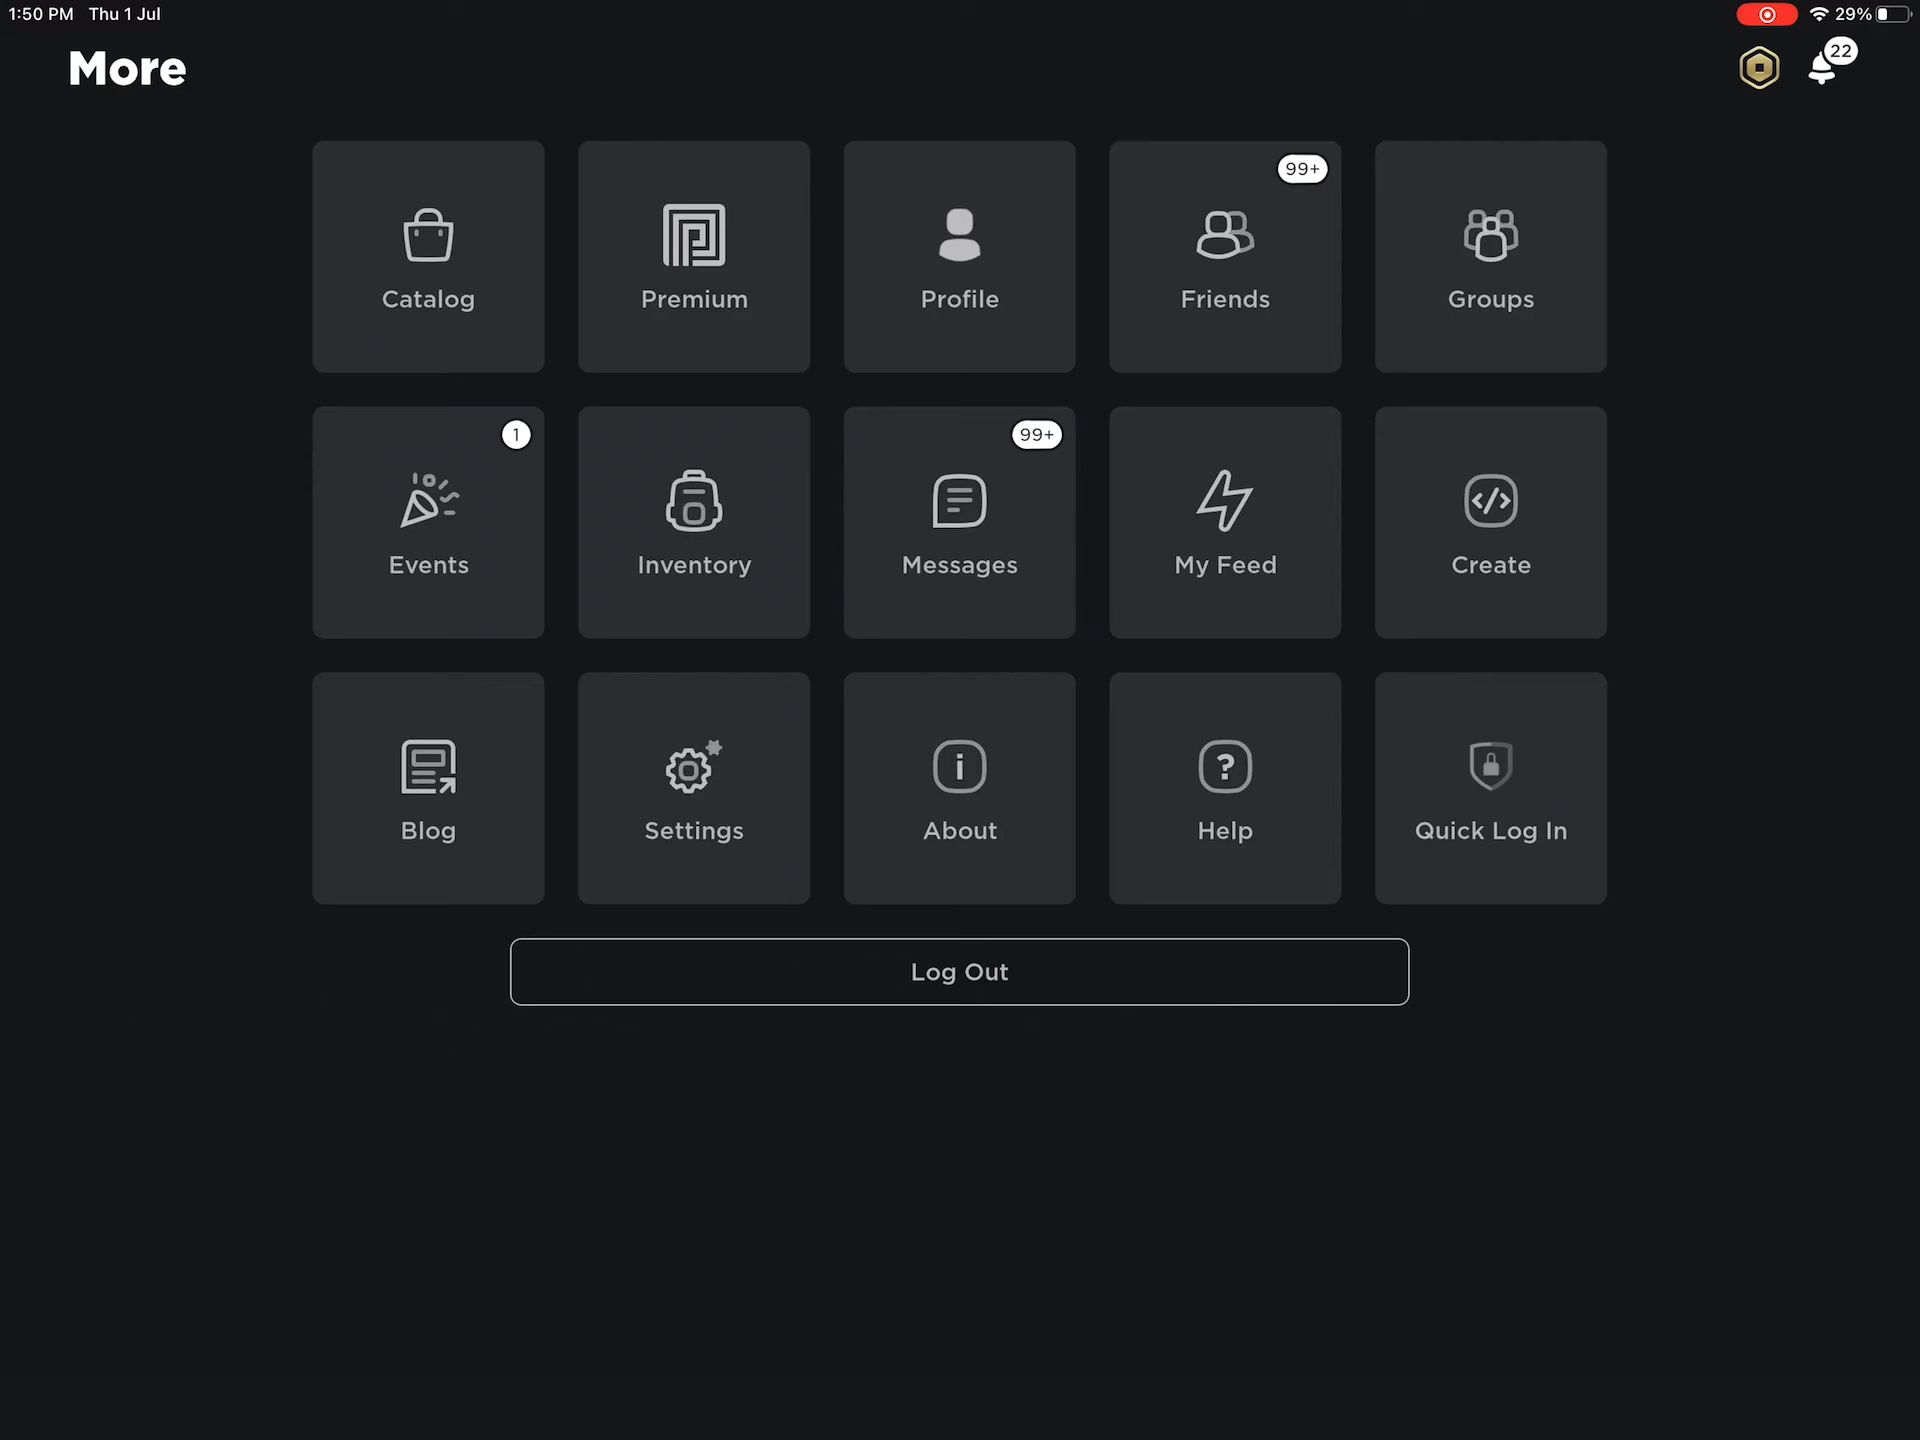 1:50 PM Thu 1 Jul 29%
More 22
Catalog Premium Profile Friends 99+ Groups
Events 1 Inventory Messages 99+ My Feed Create
Blog Settings About Help Quick Log In
Log Out